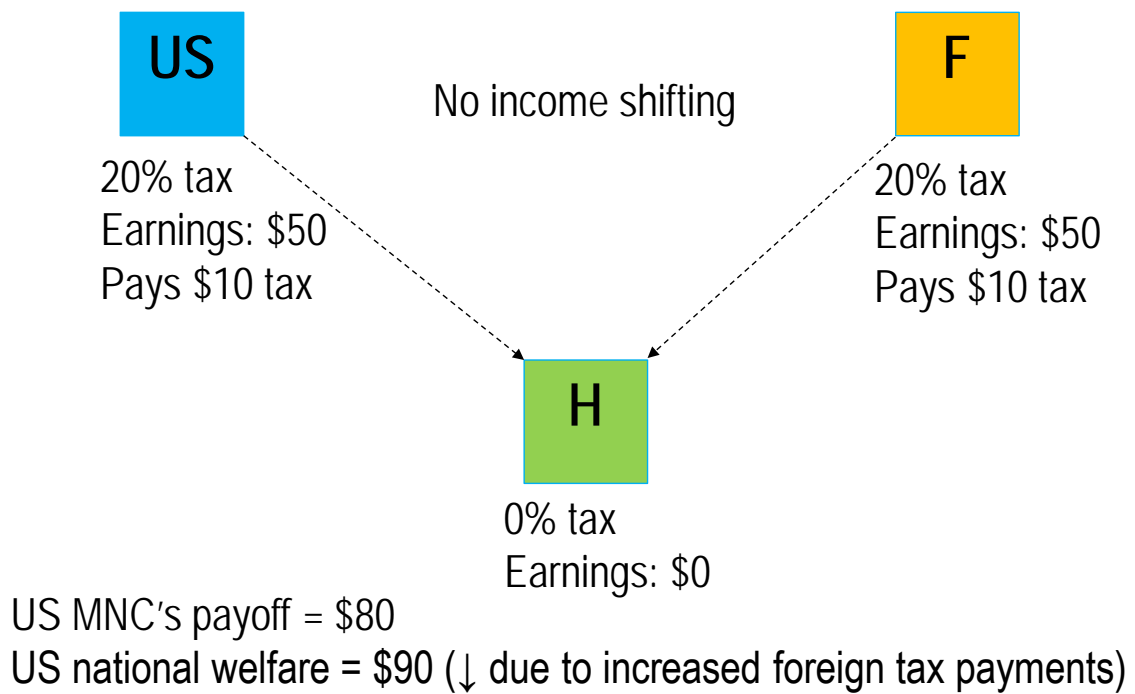 US
F
No income shifting
20% tax
Earnings: $50
Pays $10 tax
20% tax
Earnings: $50
Pays $10 tax
H
0% tax
Earnings: $0
US MNC's payoff = $80
US national welfare = $90 (↓ due to increased foreign tax payments)